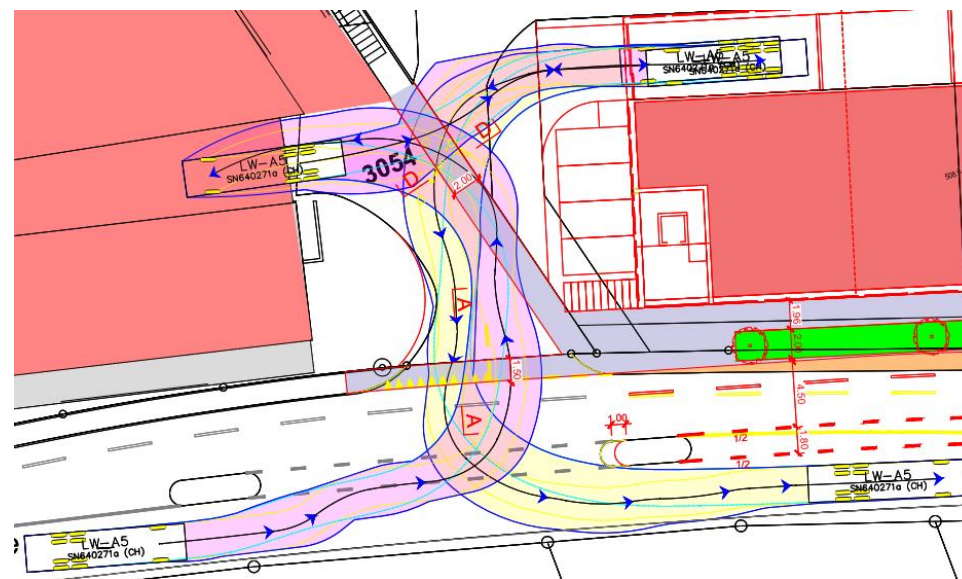 LW-A5
SN640271a (CH)
LW-A5
SN640271a (CH)
3054
D
D
2.00
505
A
1.96
2.00
1.50
4.50
1.00
1.80
A
1/2
1/2
LW-A5
SN640271a (CH)
LW-A5
SN640271a (CH)